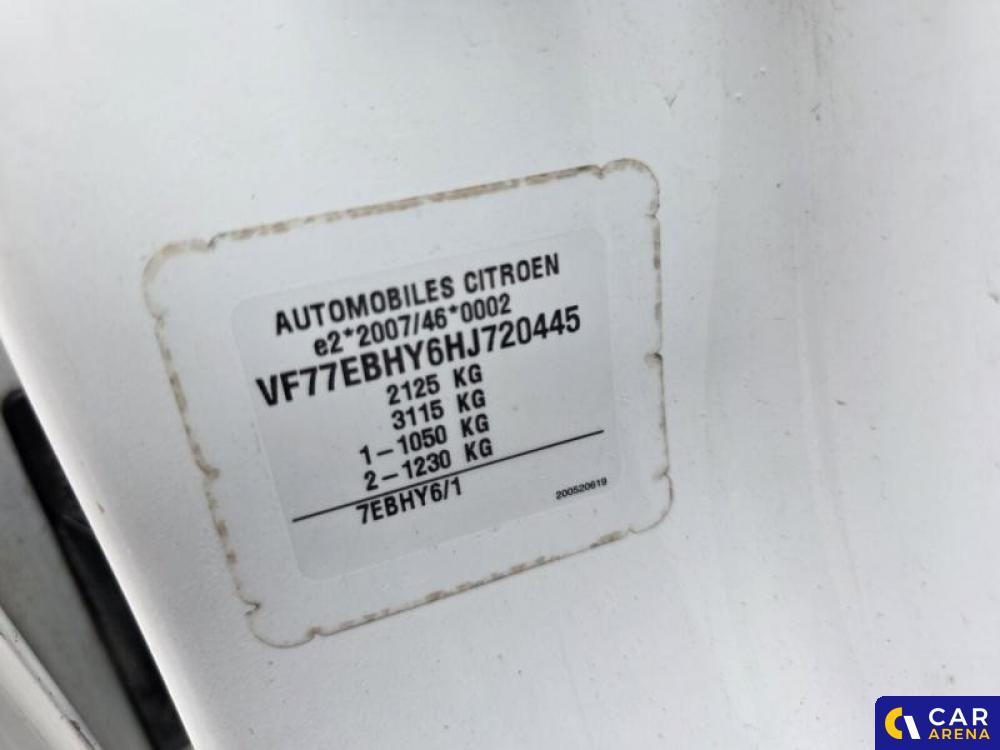 AUTOMOBILES CITROEN
e2*2007/46*0002
VF77EBHY6HJ720445
2125 KG
3115 KG
1-1050 KG
2-1230 KG
7EBHY6/1
200520619
CAR
ARENA